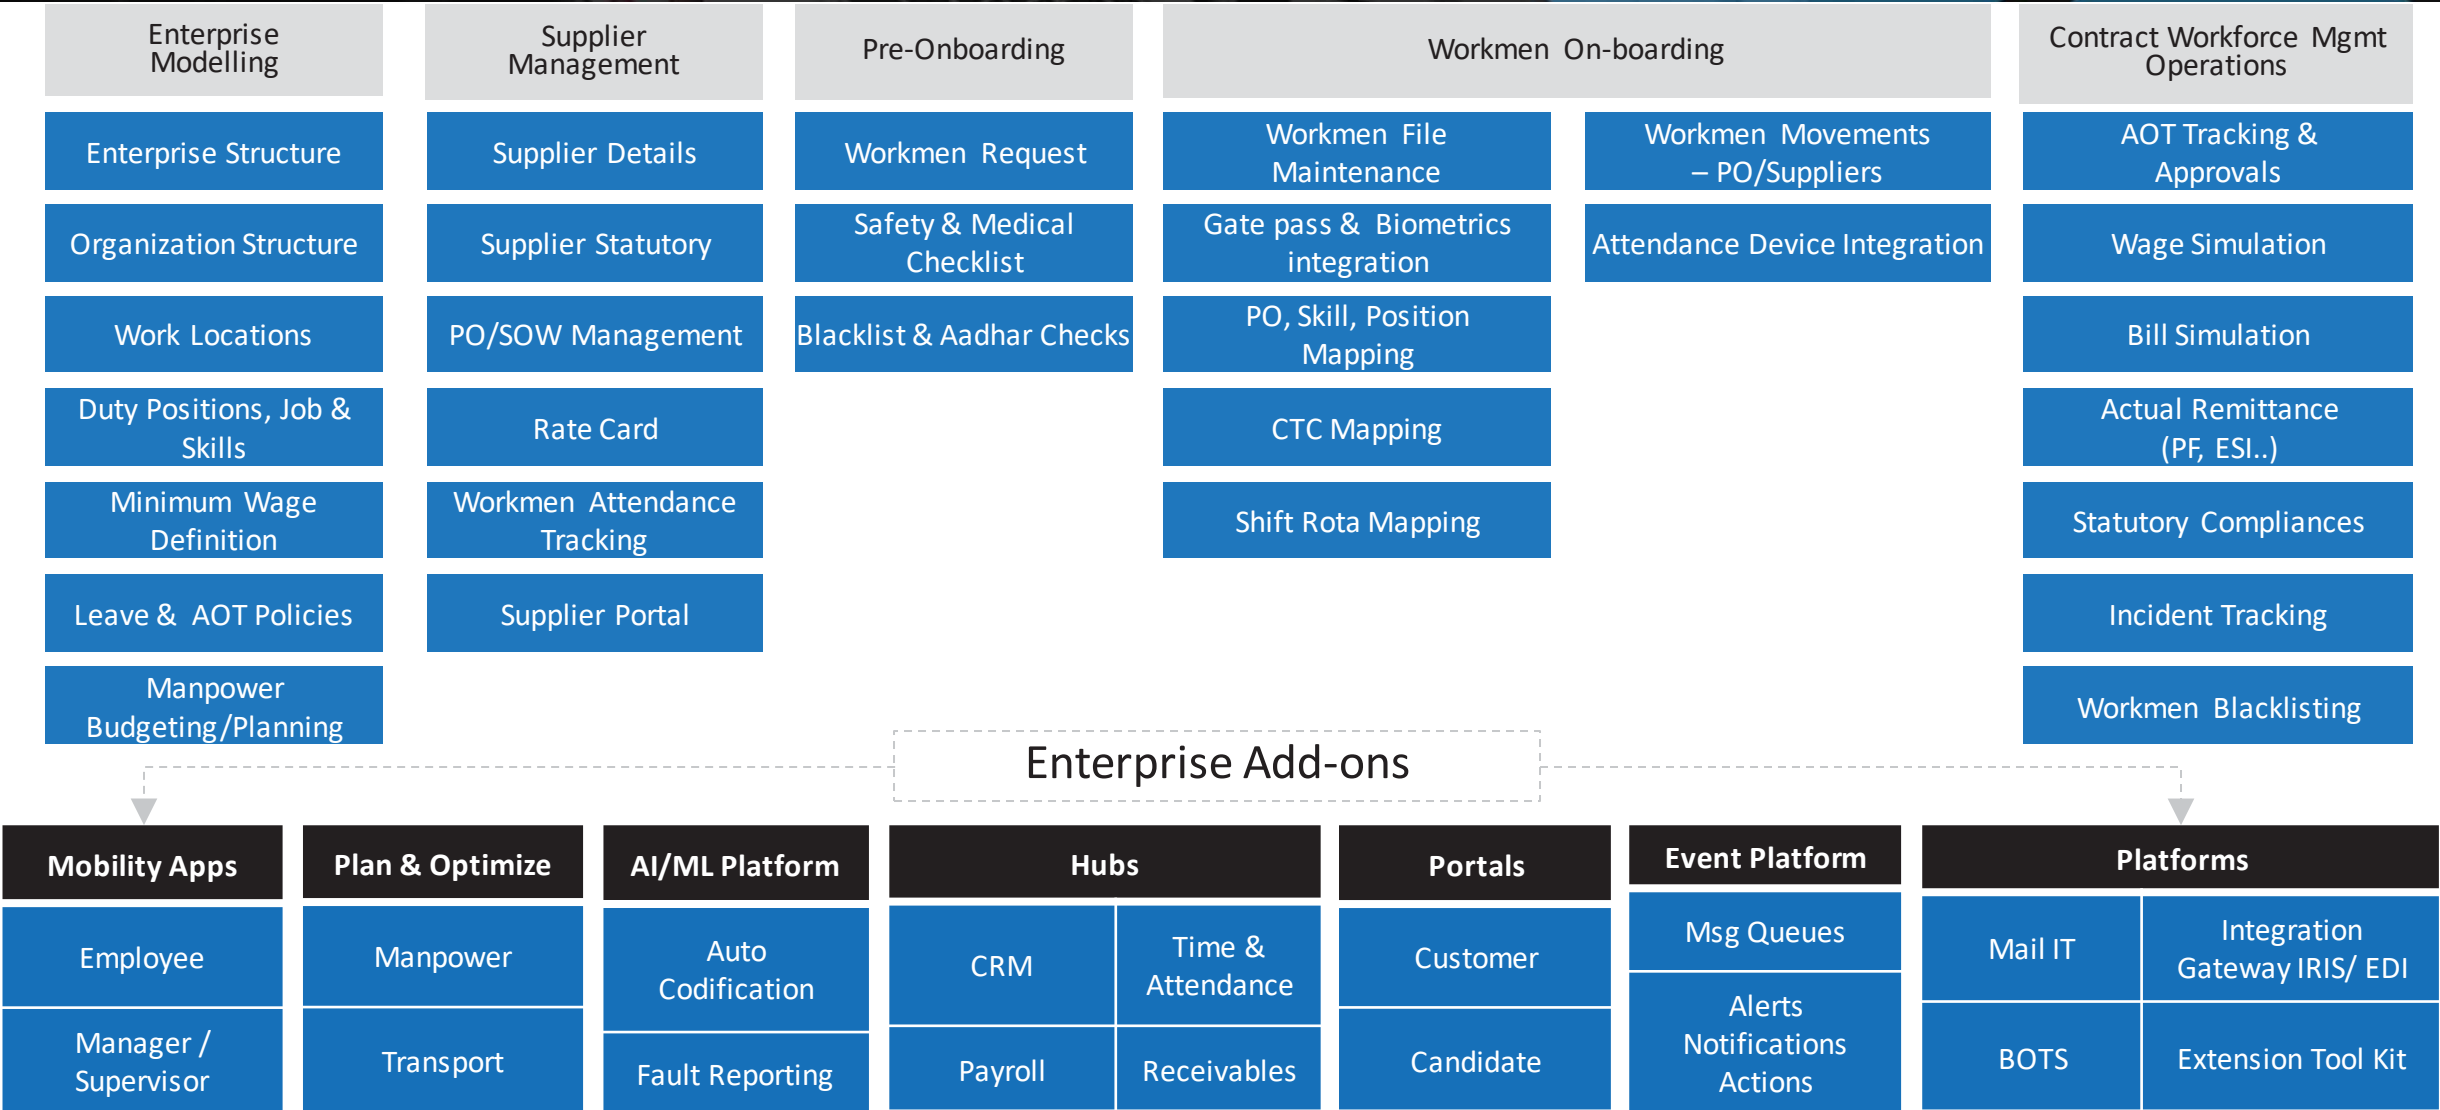 Enterprise
Modelling
Supplier
Management
Pre-Onboarding
Workmen On-boarding
Contract Workforce Mgmt
Operations
Enterprise Structure
Organization Structure
Work Locations
Duty Positions, Job &
Skills
Minimum Wage
Definition
Leave & AOT Policies
Manpower
Budgeting/Planning
Supplier Details
Supplier Statutory
PO/SOW Management
Rate Card
Workmen Attendance
Tracking
Supplier Portal
Workmen Request
Safety & Medical
Checklist
Blacklist & Aadhar Checks
Workmen File
Maintenance
Gate pass & Biometrics
integration
PO, Skill, Position
Mapping
CTC Mapping
Shift Rota Mapping
Workmen Movements
– PO/Suppliers
Attendance Device Integration
AOT Tracking &
Approvals
Wage Simulation
Bill Simulation
Actual Remittance
(PF, ESI..)
Statutory Compliances
Incident Tracking
Workmen Blacklisting
Enterprise Add-ons
Mobility Apps
Employee
Manager /
Supervisor
Plan & Optimize
Manpower
Transport
AI/ML Platform
Auto
Codification
Fault Reporting
Hubs
CRM
Time &
Attendance
Payroll
Receivables
Portals
Customer
Candidate
Event Platform
Msg Queues
Alerts
Notifications
Actions
Platforms
Mail IT
Integration
Gateway IRIS/ EDI
BOTS
Extension Tool Kit